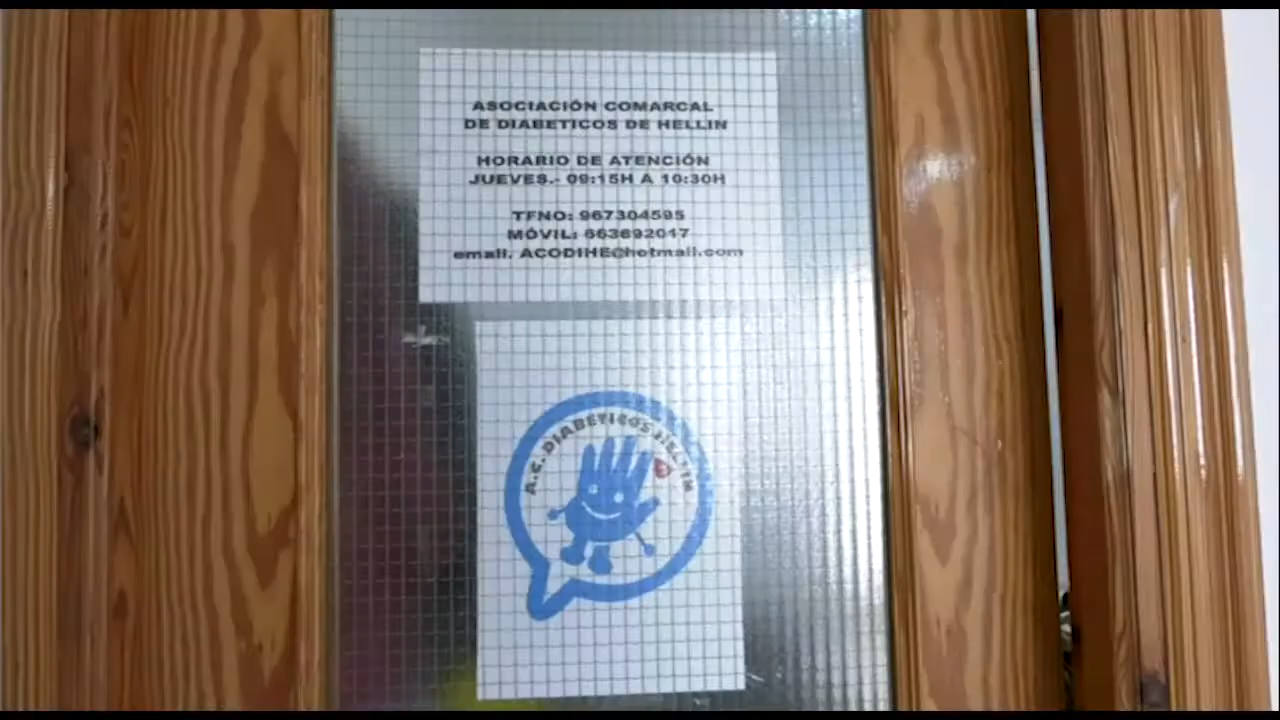 ASOCIACIÓN COMARCAL
DE DIABETICOS DE HELLIN
HORARIO DE ATENCIÓN
JUEVES.- 09:15H A 10:30H
TFNO: 967304595
MÓVIL: 663692017
email. ACODIHE@hotmail.com
A.C. DIABETICOS HELLIN